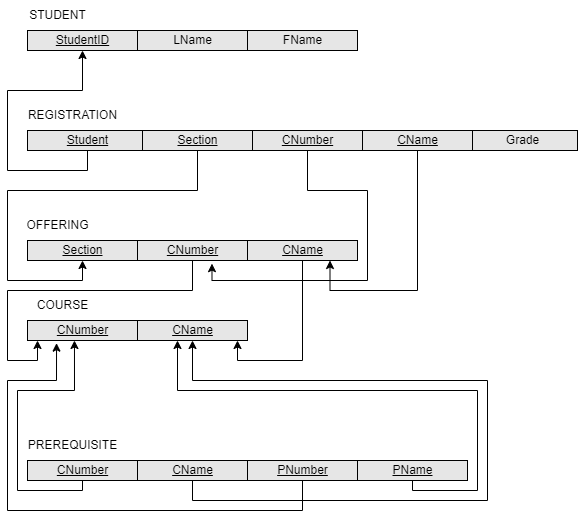 STUDENT
StudentID LName FName
REGISTRATION
Student Section CNumber CName Grade
OFFERING
Section CNumber CName
COURSE
CNumber CName
PREREQUISITE
CNumber CName PNumber PName